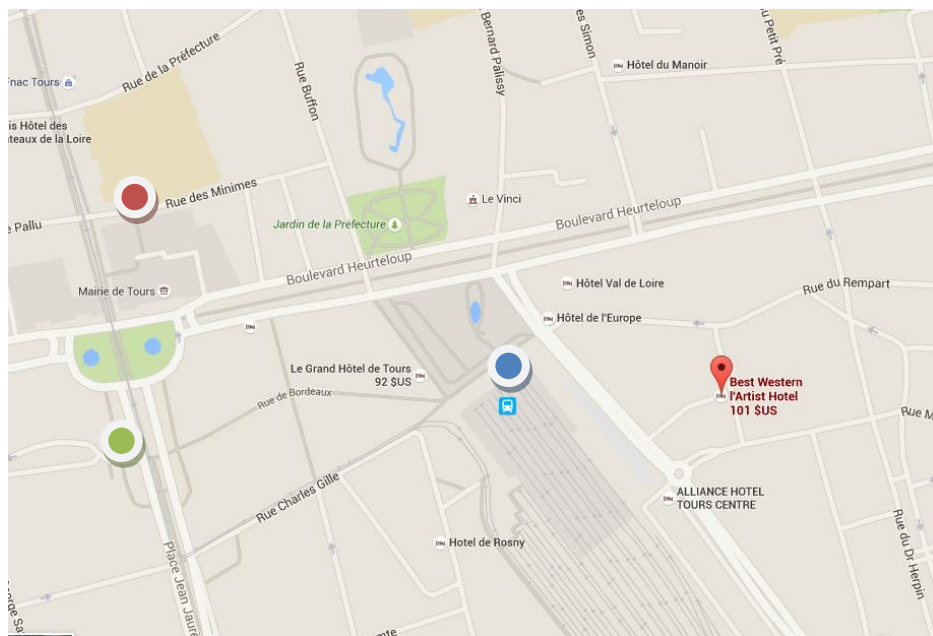 Rue de la Préfecture
Fnac Tours
is Hôtel des
teaux de la Loire
Rue Buffon
Bernard Palissy
es Simon
u Petit Pré
Hôtel du Manoir
Rue des Minimes
e Pallu
Le Vinci
Jardin de la Préfecture
Boulevard Heurteloup
Boulevard Heurteloup
Mairie de Tours
Hôtel Val de Loire
Rue du Rempart
Hôtel de l'Europe
Le Grand Hôtel de Tours
92 $US
Rue de Bordeaux
Best Western
l'Artist Hotel
101 $US
Rue M
Rue Charles Gille
ALLIANCE HOTEL
TOURS CENTRE
Hotel de Rosny
Rue du Dr Herpin
Place Jean Jaurè
orge Sa
mte